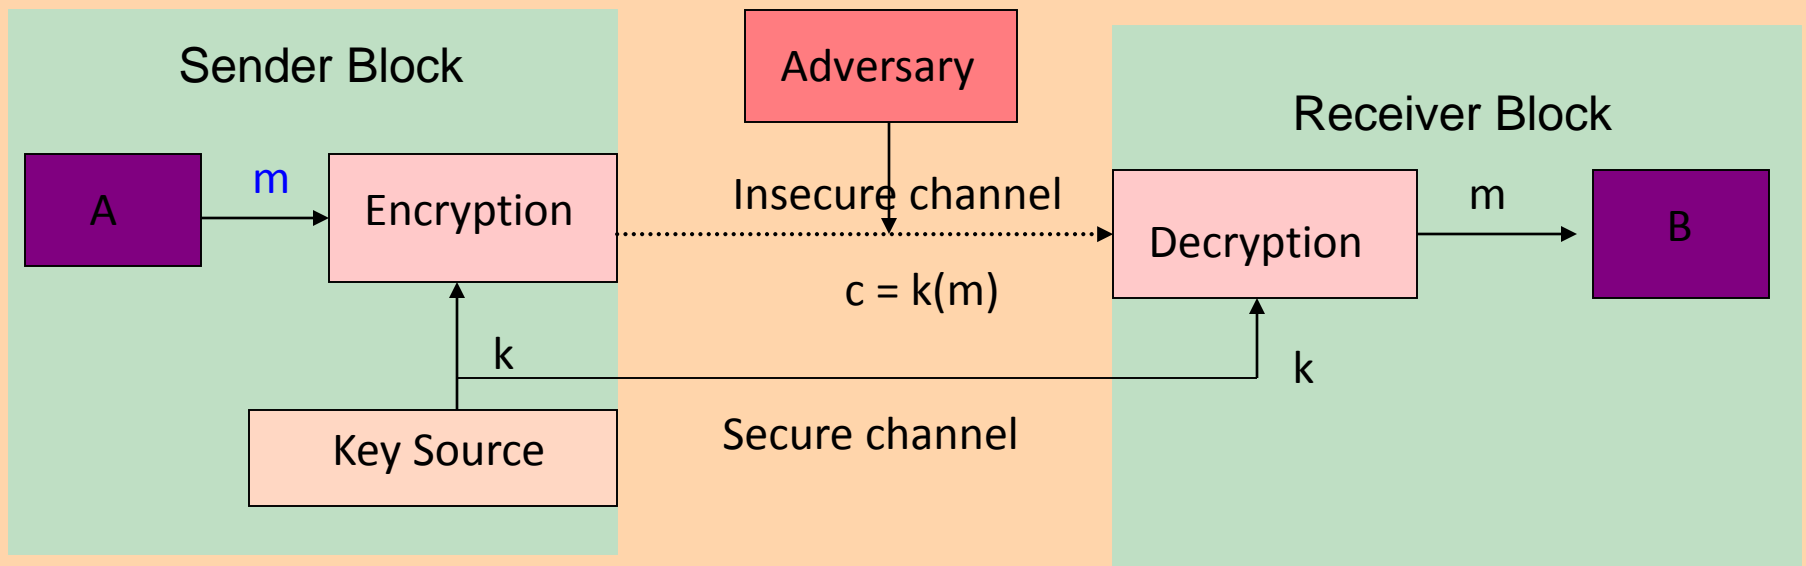 Sender Block
Adversary
Receiver Block
A
m
Encryption
Insecure channel
Decryption
m
B
c = k(m)
k
k
Key Source
Secure channel